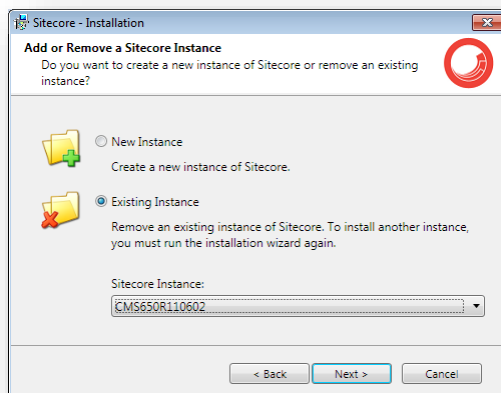 Sitecore - Installation
Add or Remove a Sitecore Instance
Do you want to create a new instance of Sitecore or remove an existing
instance?
New Instance
Create a new instance of Sitecore.
Existing Instance
Remove an existing instance of Sitecore. To install another instance,
you must run the installation wizard again.
Sitecore Instance:
CMS650R110602
< Back Next > Cancel